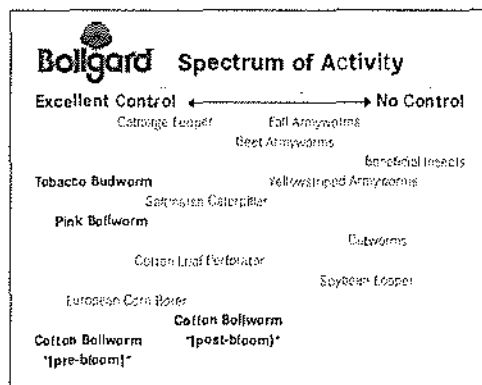 Bollgard Spectrum of Activity
Excellent Control No Control
Cabbage Looper Fall Armyworms
Beet Armyworms
Beneficial Insects
Tobacco Budworm Yellowstriped Armyworms
Saltmarsh Caterpillar
Pink Bollworm
Cutworms
Cotton Leaf Perforator
Soybean Looper
European Corn Borer
Cotton Bollworm
*(post-bloom)*
Cotton Bollworm
*(pre-bloom)*